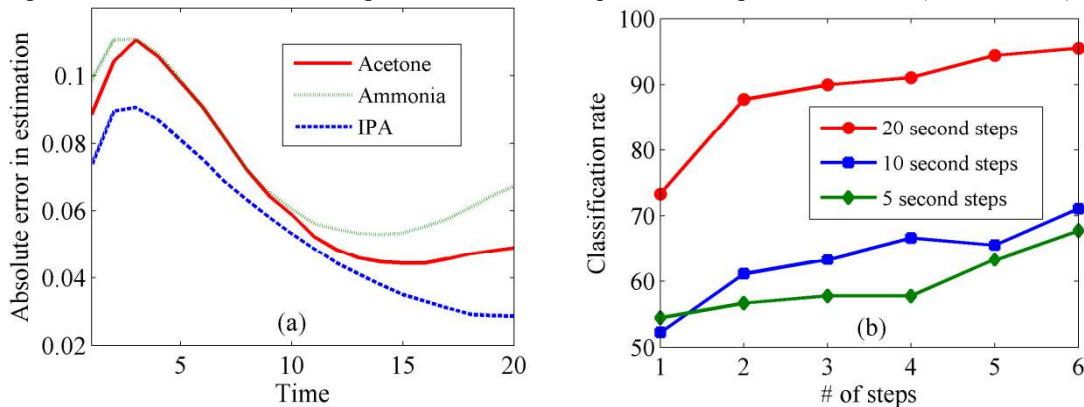 Absolute error in estimation
0.1
0.08
0.06
0.04
0.02
Acetone
Ammonia
IPA
(a)
5
10
15
20
Time
Classification rate
100
90
80
70
60
50
20 second steps
10 second steps
5 second steps
(b)
1
2
3
4
5
6
# of steps